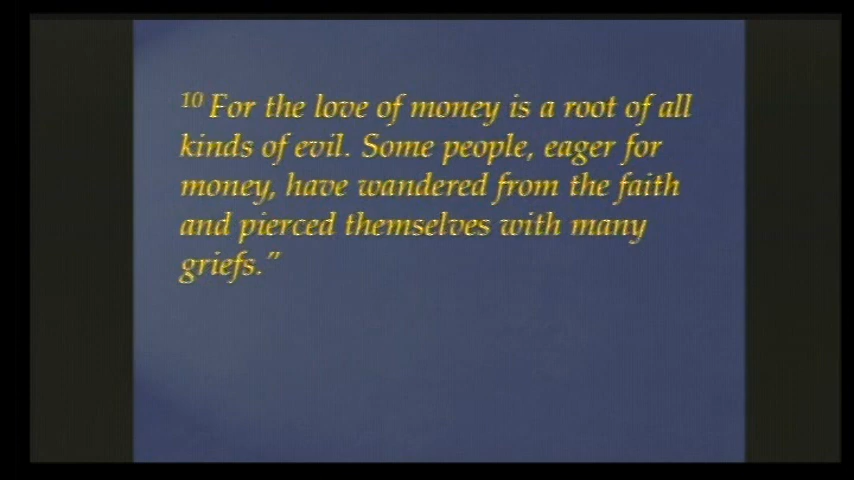 10 For the love of money is a root of all
kinds of evil. Some people, eager for
money, have wandered from the faith
and pierced themselves with many
griefs.”